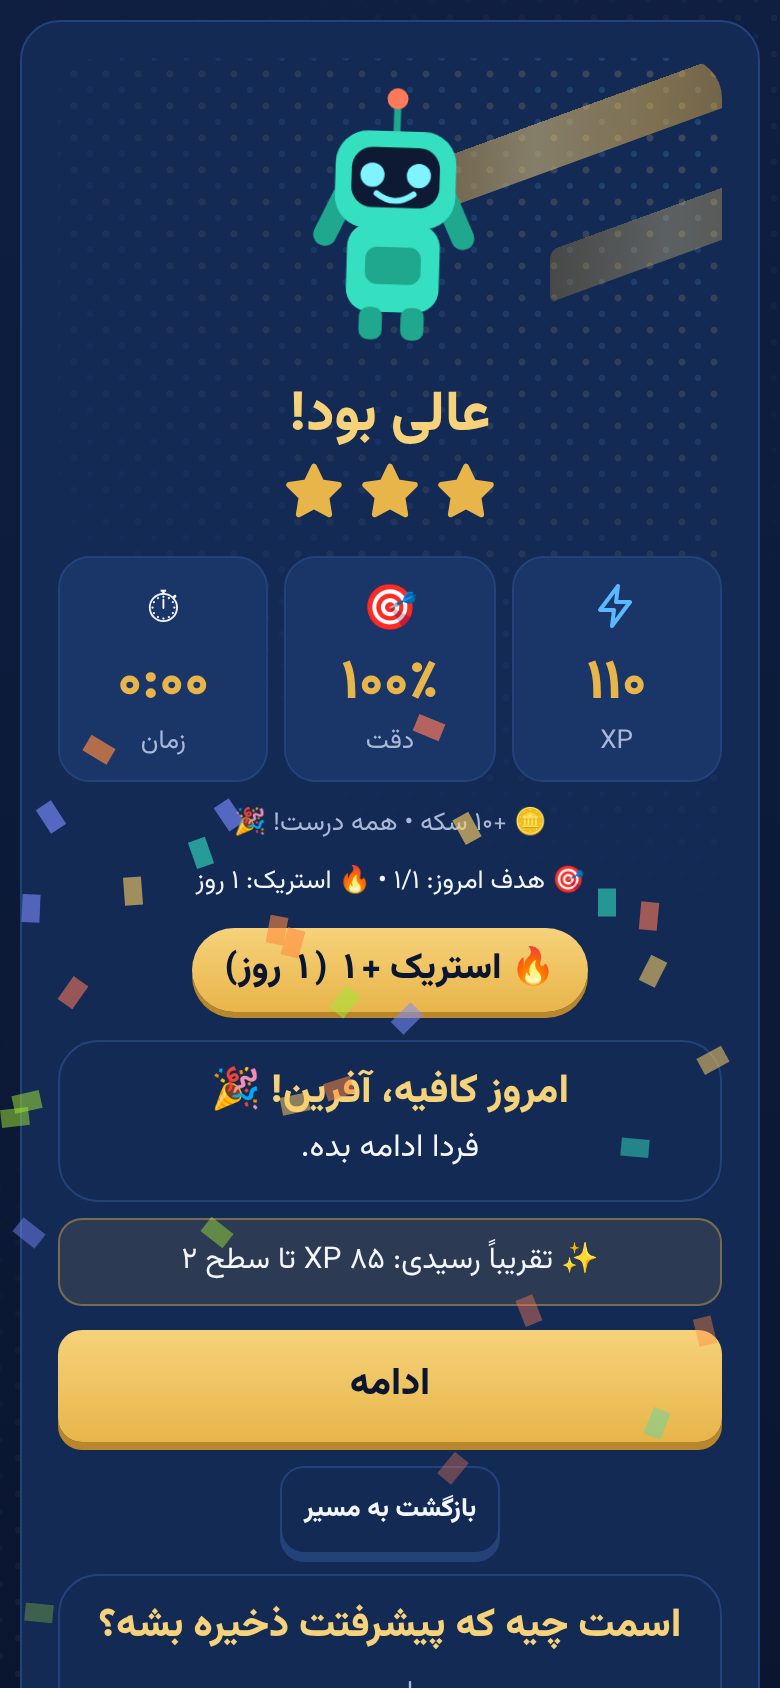 عالی بود!
۱۱۰
XP
۱۰۰٪
دقت
۰:۰۰
زمان
🪙 +۱۰ سکه • همه درست! 🎉
🎯 هدف امروز: ۱/۱ • 🔥 استریک: ۱ روز
🔥 استریک +۱ (۱ روز)
امروز کافیه، آفرین! 🎉
فردا ادامه بده.
✨ تقریباً رسیدی: ۸۵ XP تا سطح ۲
ادامه
بازگشت به مسیر
اسمت چیه که پیشرفتت ذخیره بشه؟